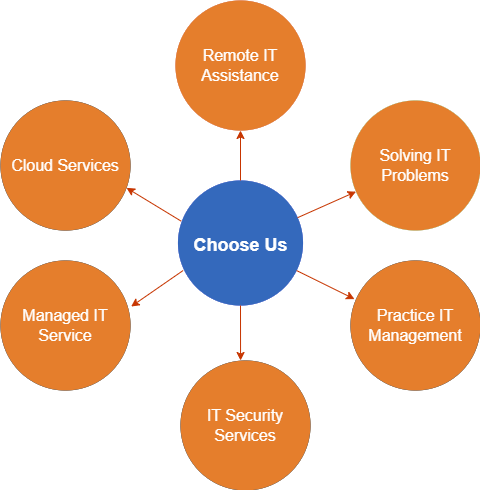 Remote IT
Assistance
Cloud Services
Solving IT
Problems
Choose Us
Managed IT
Service
Practice IT
Management
IT Security
Services